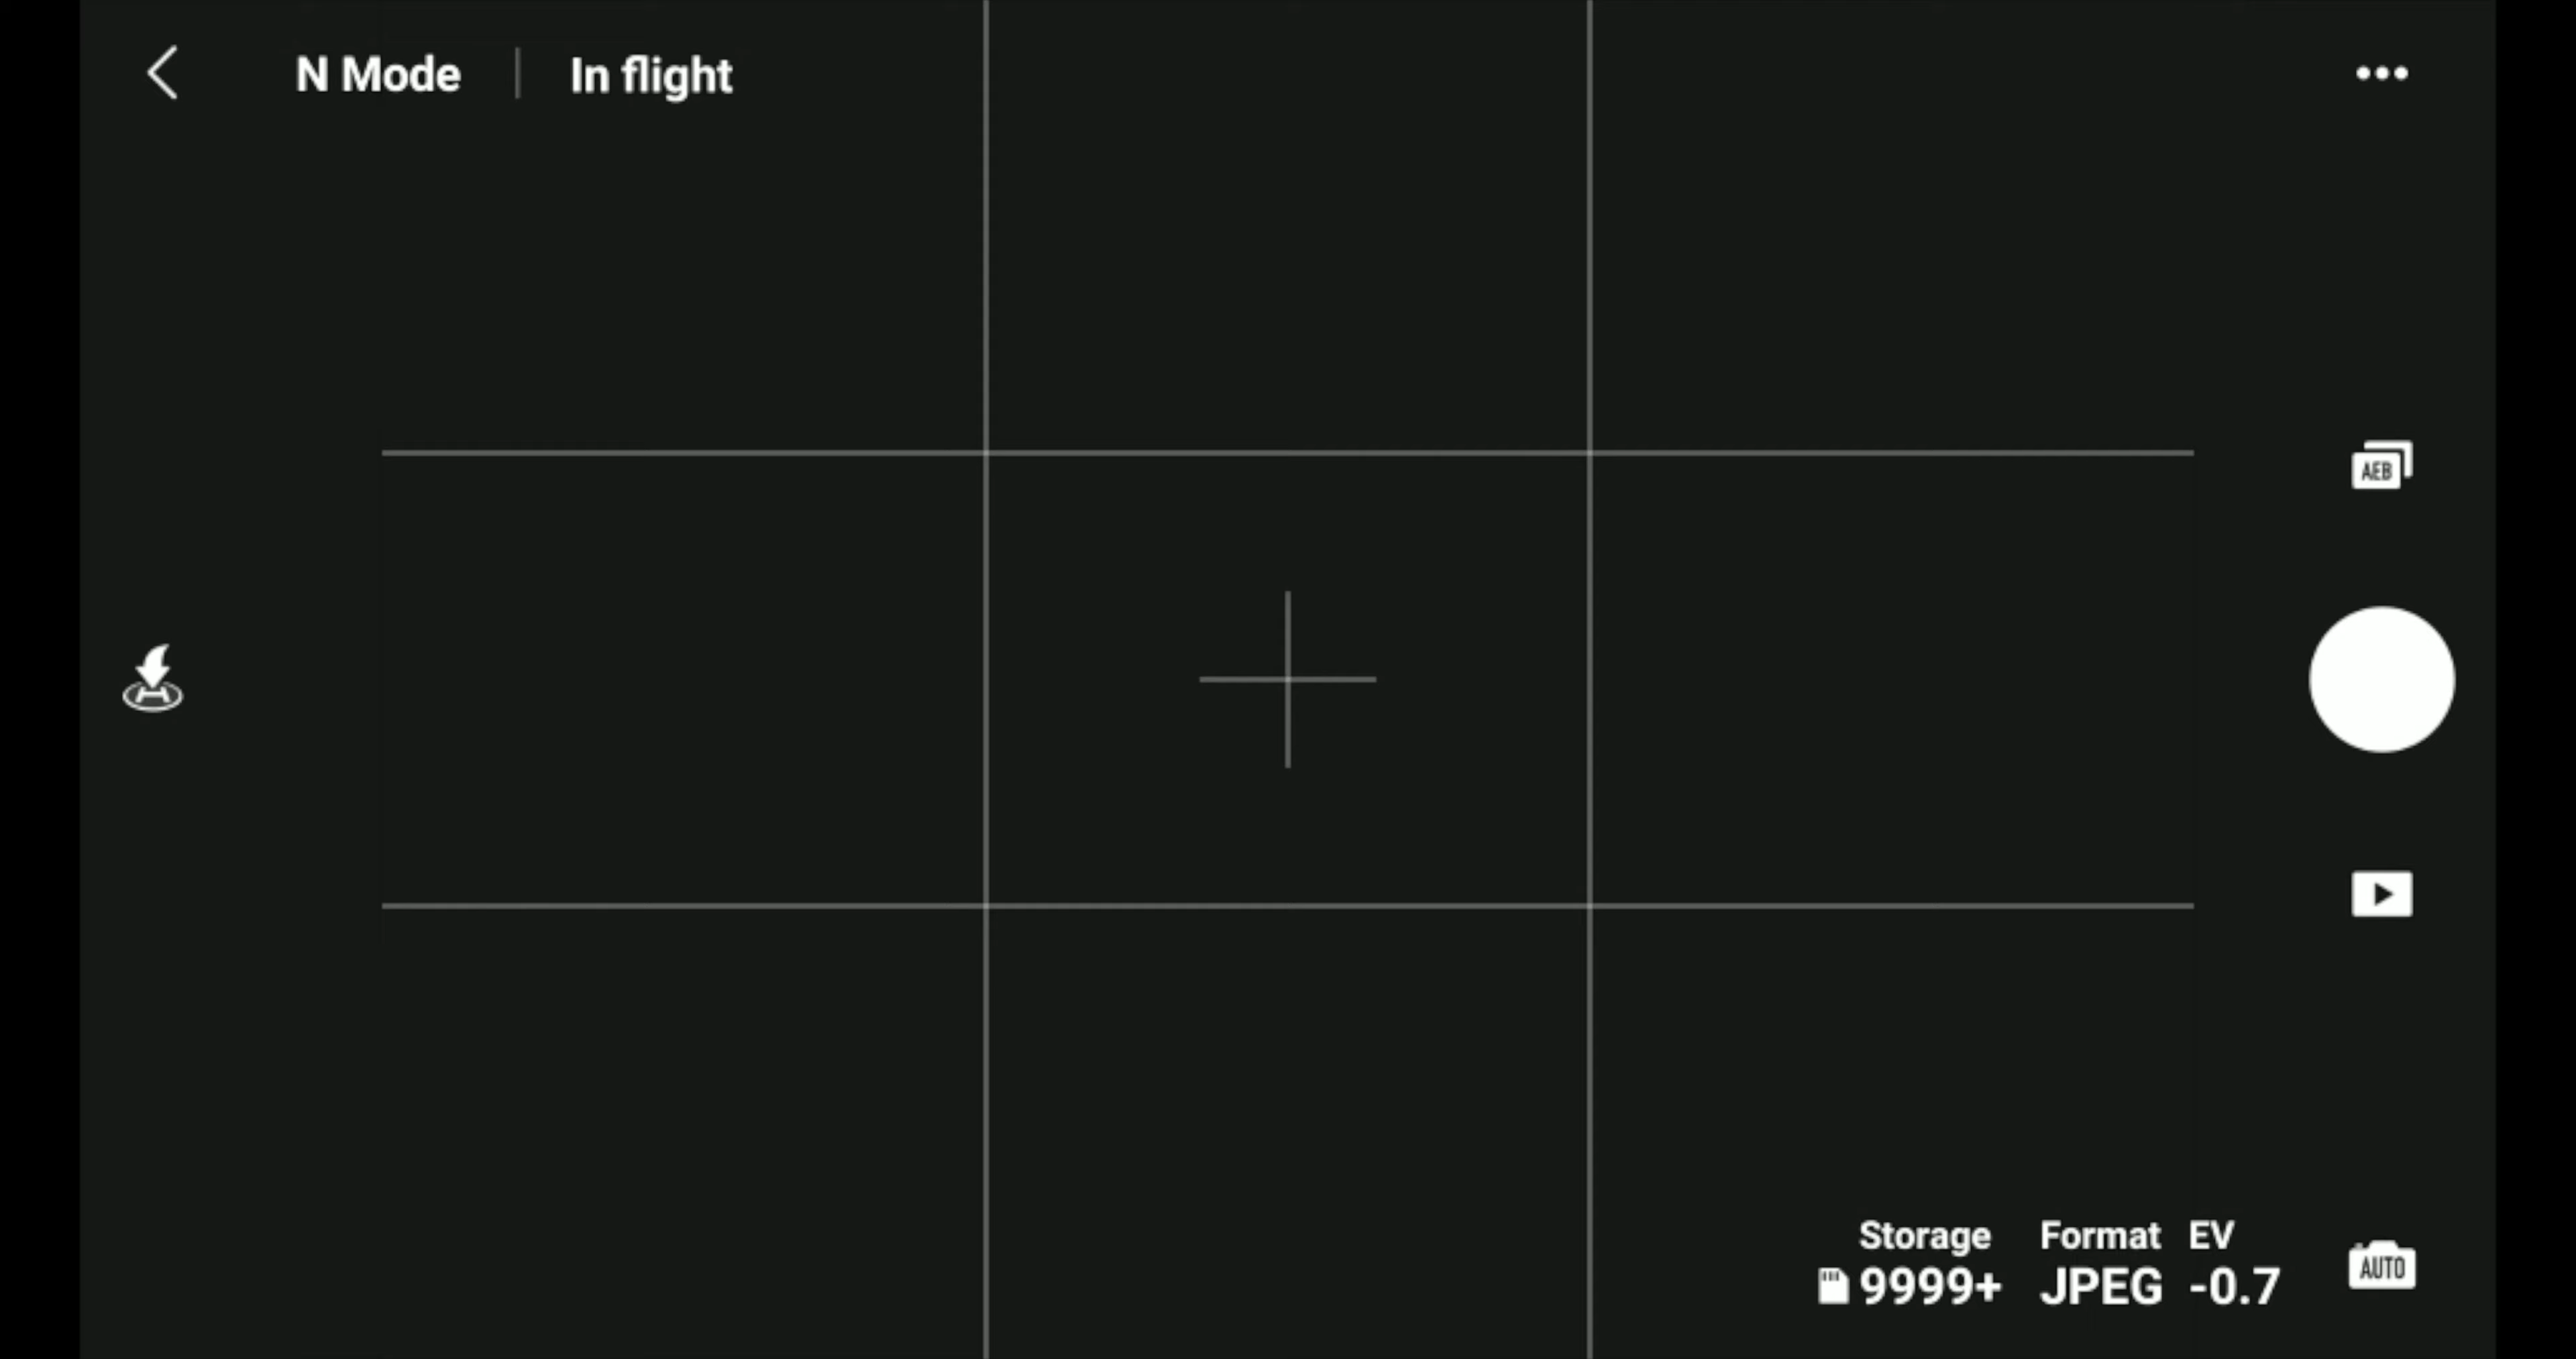 N Mode | In flight
AEB
Storage Format EV
9999+ JPEG -0.7
AUTO